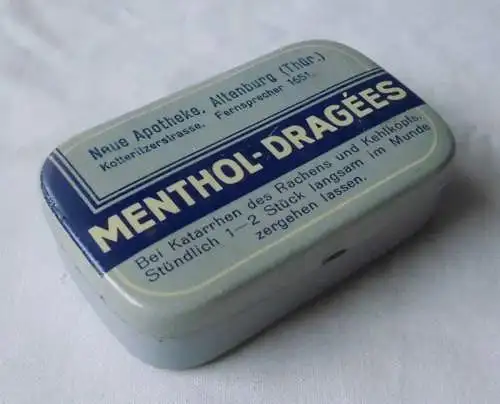 Neue Apotheke, Altenburg (Thür.)
Kotteritzerstrasse. Fernsprecher 1651.
MENTHOL-DRAGÉES
Bei Katarrhen des Rachens und Kehlkopfs.
Stündlich 1—2 Stück langsam im Munde
zergehen lassen.